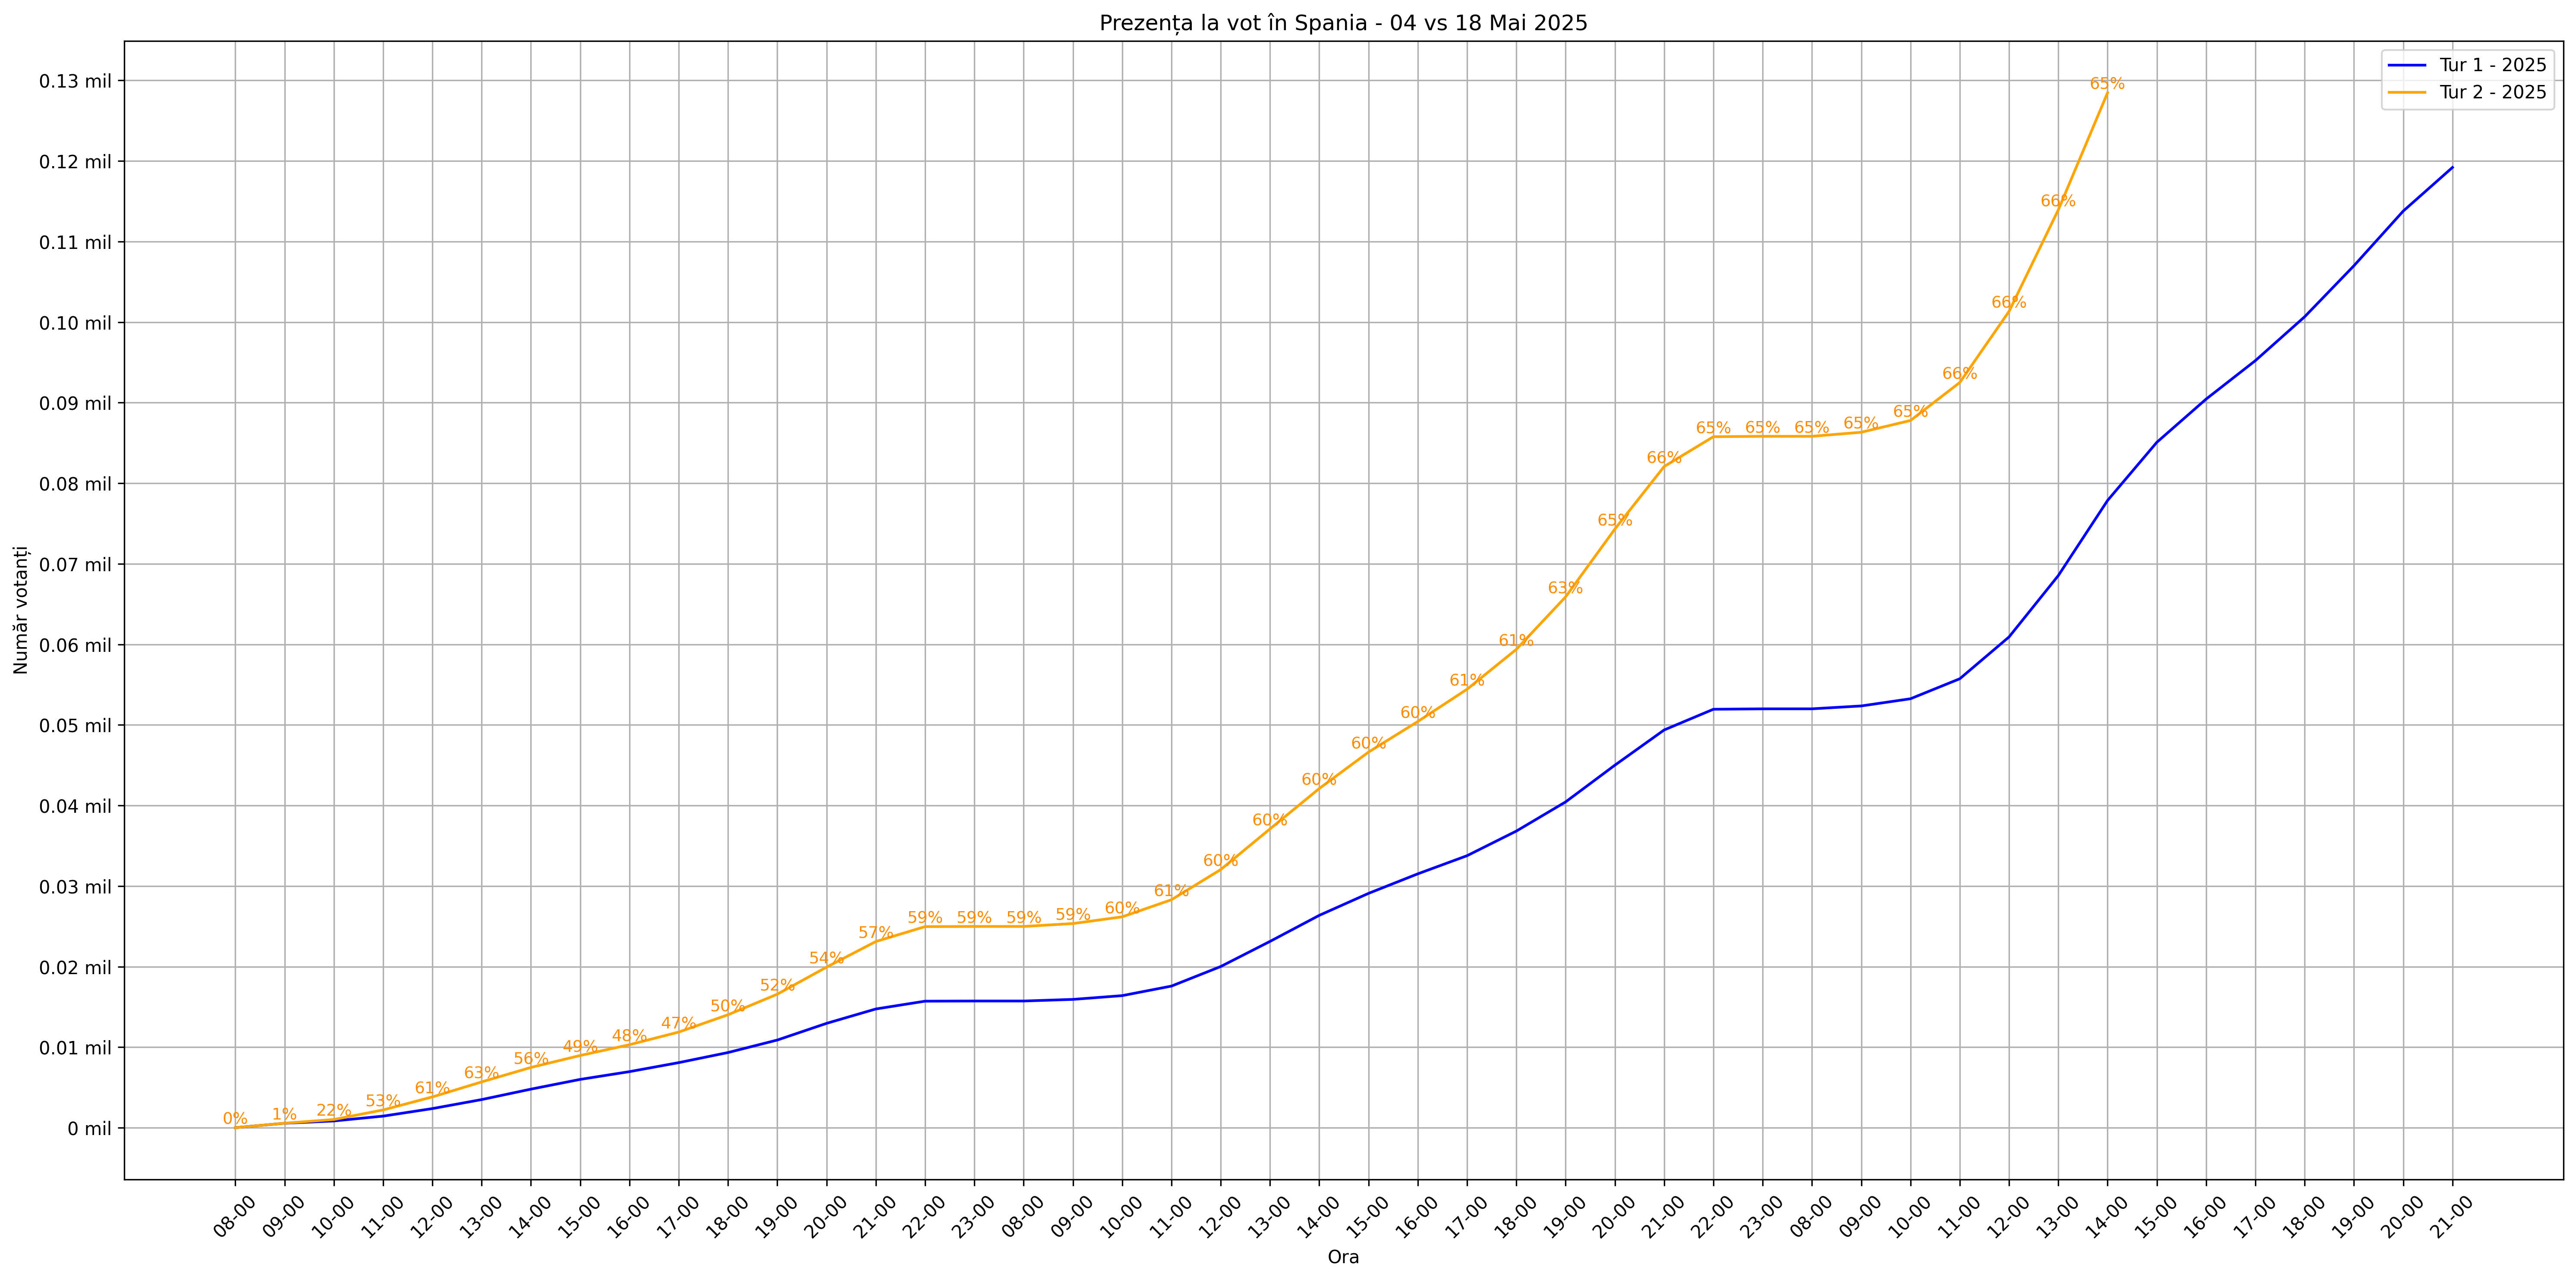 Prezența la vot în Spania - 04 vs 18 Mai 2025
Tur 1 - 2025
Tur 2 - 2025
Număr votanți
0.13 mil
0.12 mil
0.11 mil
0.10 mil
0.09 mil
0.08 mil
0.07 mil
0.06 mil
0.05 mil
0.04 mil
0.03 mil
0.02 mil
0.01 mil
0 mil
0% 1% 22% 53% 61% 63% 56% 49% 48% 47% 50% 52% 54% 57% 59% 59% 59% 59% 60% 61% 60% 60% 60% 60% 60% 61% 61% 63% 65% 66% 65% 65% 65% 65% 65% 66% 66% 66% 65%
08-00 09-00 10-00 11-00 12-00 13-00 14-00 15-00 16-00 17-00 18-00 19-00 20-00 21-00 22-00 23-00 08-00 09-00 10-00 11-00 12-00 13-00 14-00 15-00 16-00 17-00 18-00 19-00 20-00 21-00 22-00 23-00 08-00 09-00 10-00 11-00 12-00 13-00 14-00 15-00 16-00 17-00 18-00 19-00 20-00 21-00
Ora